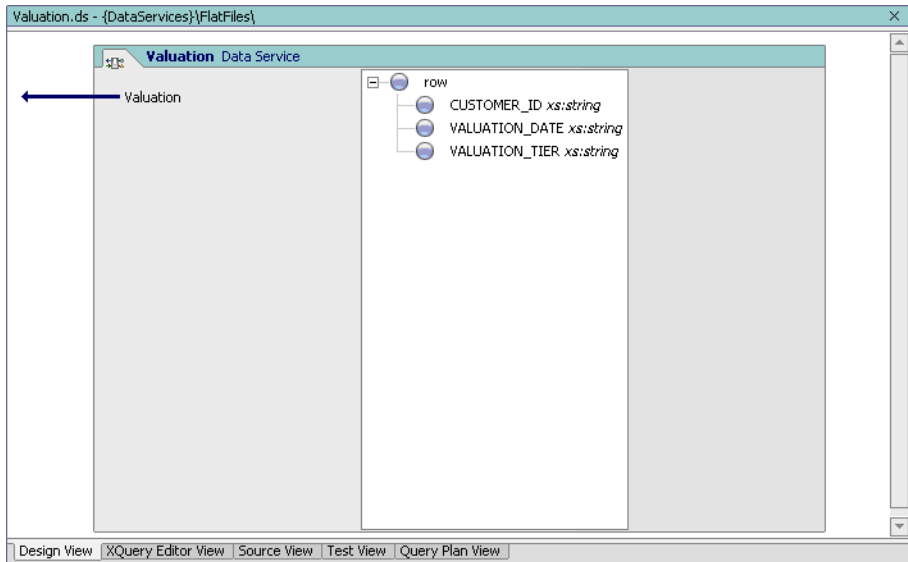 Valuation.ds - {DataServices}\FlatFiles\
Valuation Data Service
Valuation
row
CUSTOMER_ID xs:string
VALUATION_DATE xs:string
VALUATION_TIER xs:string
Design View XQuery Editor View Source View Test View Query Plan View